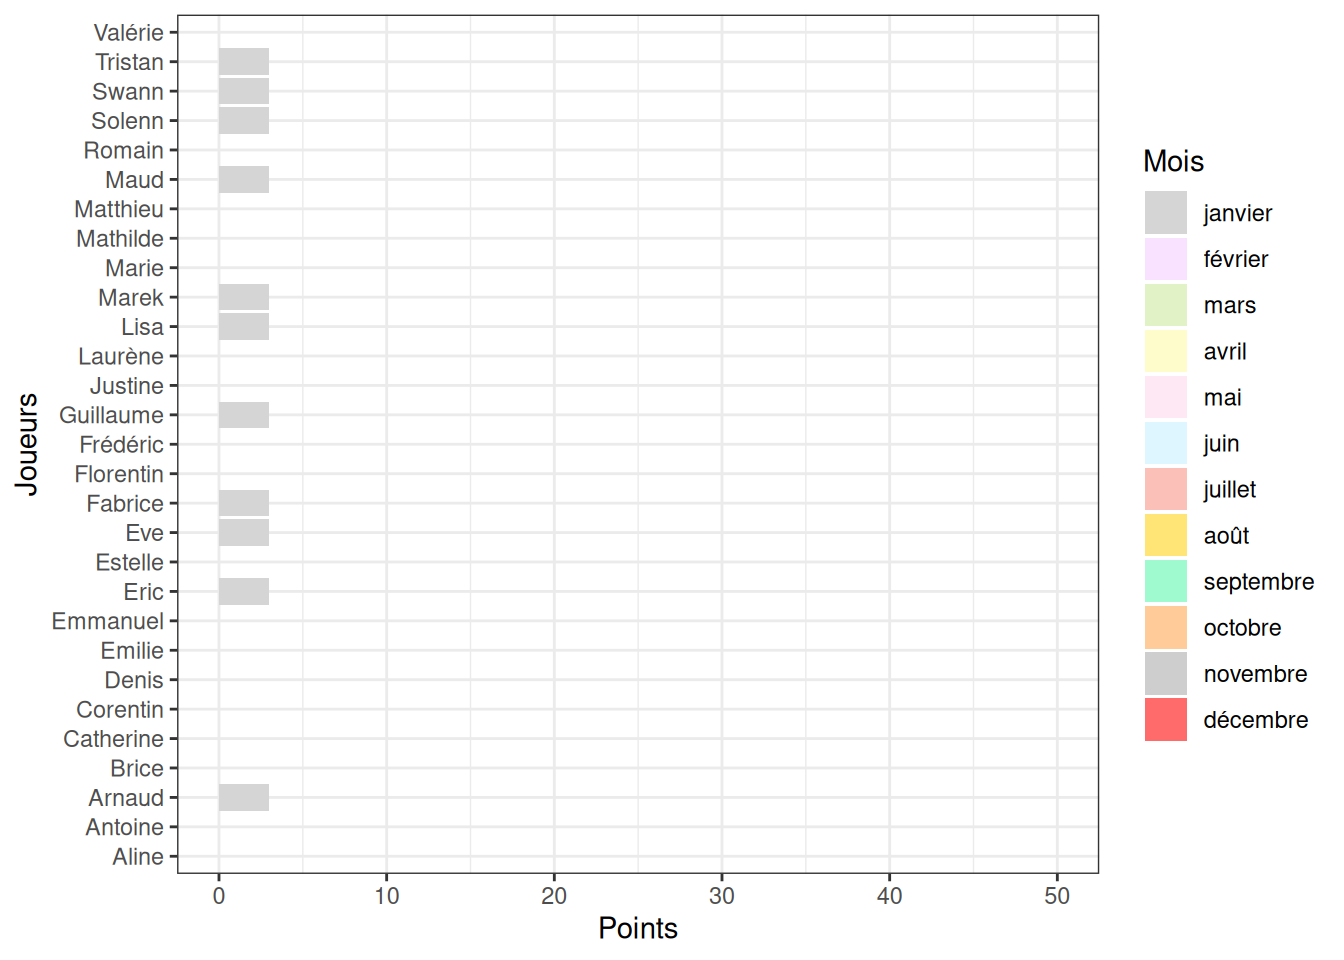 Valérie
Tristan
Swann
Solenn
Romain
Maud
Matthieu
Mathilde
Marie
Marek
Lisa
Laurène
Justine
Guillaume
Frédéric
Florentin
Fabrice
Eve
Estelle
Eric
Emmanuel
Emilie
Denis
Corentin
Catherine
Brice
Arnaud
Antoine
Aline
Joueurs
0 10 20 30 40 50
Points
Mois
janvier
février
mars
avril
mai
juin
juillet
août
septembre
octobre
novembre
décembre